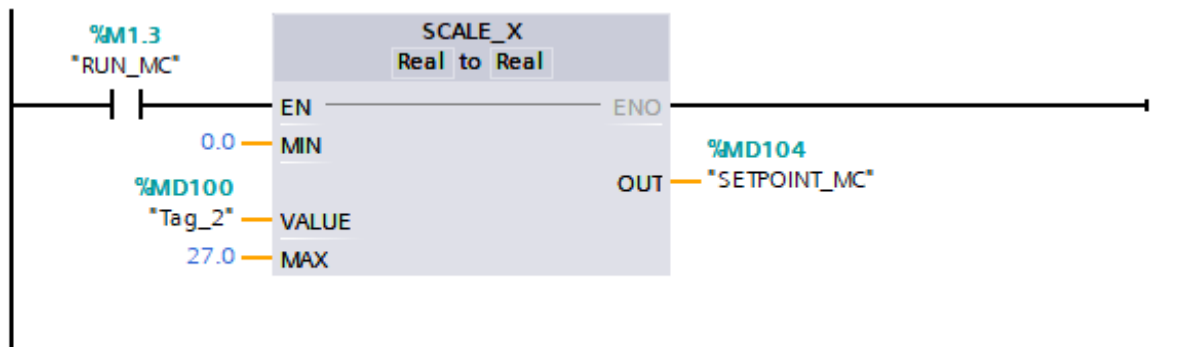 %M1.3
"RUN_MC"
SCALE_X
Real to Real
EN
ENO
0.0
MIN
%MD104
"SETPOINT_MC"
OUT
%MD100
"Tag_2"
VALUE
27.0
MAX